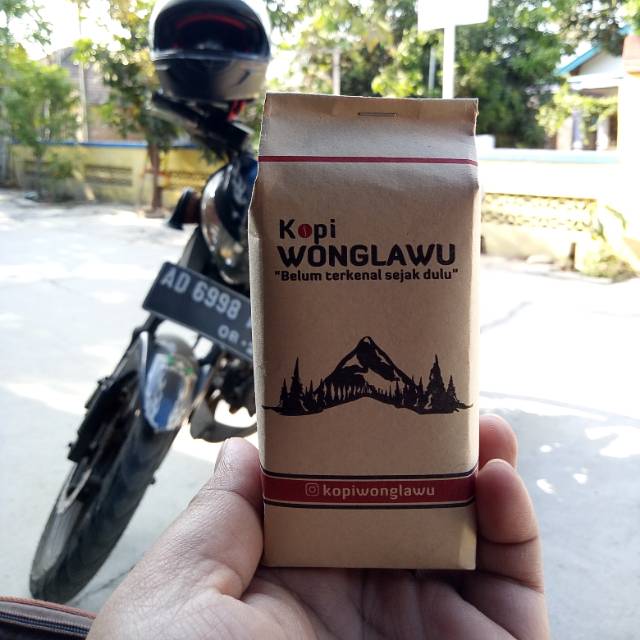 Kopi
WONGLAWU
"Belum terkenal sejak dulu"
kopiwonglawu
AD 6998